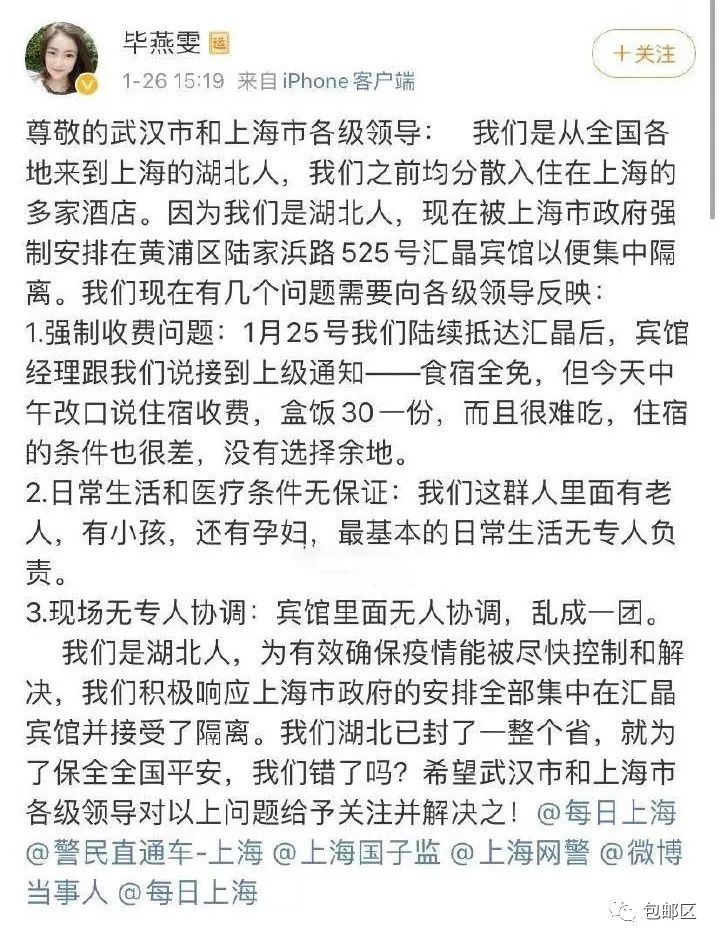 毕燕雯 运
+关注
1-26 15:19 来自 iPhone客户端
尊敬的武汉市和上海市各级领导： 我们是从全国各
地来到上海的湖北人，我们之前均分散入住在上海的
多家酒店。因为我们是湖北人，现在被上海市政府强
制安排在黄浦区陆家浜路525号汇晶宾馆以便集中隔
离。我们现在有几个问题需要向各级领导反映：
1.强制收费问题：1月25号我们陆续抵达汇晶后，宾馆
经理跟我们说接到上级通知——食宿全免，但今天中
午改口说住宿收费，盒饭30一份，而且很难吃，住宿
的条件也很差，没有选择余地。
2.日常生活和医疗条件无保证：我们这群人里面有老
人，有小孩，还有孕妇，最基本的日常生活无专人负
责。
3.现场无专人协调：宾馆里面无人协调，乱成一团。
我们是湖北人，为有效确保疫情能被尽快控制和解
决，我们积极响应上海市政府的安排全部集中在汇晶
宾馆并接受了隔离。我们湖北已封了一整个省，就为
了保全全国平安，我们错了吗？希望武汉市和上海市
各级领导对以上问题给予关注并解决之！@每日上海
@警民直通车-上海 @上海国子监 @上海网警 @微博
当事人 @每日上海
包邮区